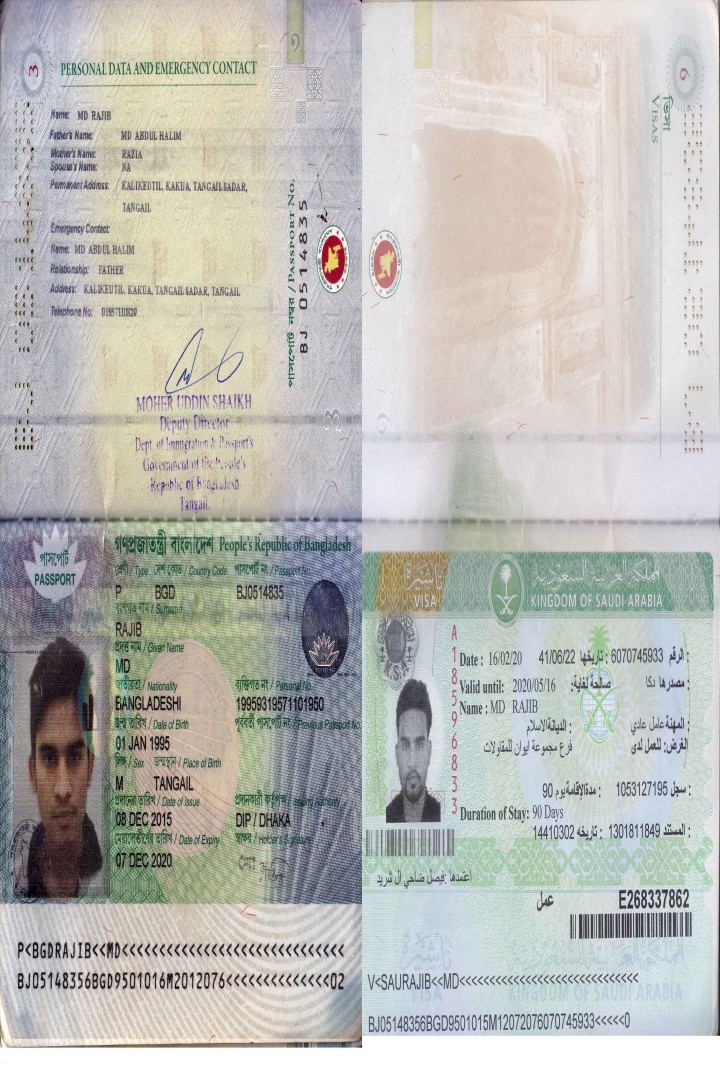 3
PERSONAL DATA AND EMERGENCY CONTACT
Name: MD RAJIB
Father's Name: MD ABDUL HALIM
Mother's Name: RAZIA
Spouse's Name: NA
Permanent Address: KALIKEUTIL, KAKUA, TANGAIL SADAR,
TANGAIL
Emergency Contact:
Name: MD ABDUL HALIM
Relationship: FATHER
Address: KALIKEUTIL, KAKUA, TANGAIL SADAR, TANGAIL
Telephone No:
পাসপোর্ট নম্বর / PASSPORT No.
BJ 0514835
MOHER UDDIN SHAIKH
Deputy Director
Dept. of Immigration & Passport's
Government of the People's
Republic of Bangladesh
Tangail.
পাসপোর্ট
PASSPORT
গণপ্রজাতন্ত্রী বাংলাদেশ People's Republic of Bangladesh
শ্রেণী / Type দেশ কোড / Country Code পাসপোর্ট নং / Passport No.
P BGD BJ0514835
বংশগত নাম / Surname
RAJIB
প্রদত্ত নাম / Given Name
MD
জাতীয়তা / Nationality ব্যক্তিগত নং / Personal No.
BANGLADESHI 19959319571101950
জন্ম তারিখ / Date of Birth পূর্ববর্তী পাসপোর্ট নং / Previous Passport No.
01 JAN 1995
লিঙ্গ / Sex জন্মস্থান / Place of Birth
M TANGAIL
প্রদানের তারিখ / Date of Issue প্রদানকারী কর্তৃপক্ষ / Issuing Authority
08 DEC 2015 DIP / DHAKA
মেয়াদোত্তীর্ণের তারিখ / Date of Expiry স্বাক্ষর / Holder's Signature
07 DEC 2020
P<BGDRAJIB<<MD<<<<<<<<<<<<<<<<<<<<<<<<<<<<<<
BJ05148356BGD9501016M2012076<<<<<<<<<<<<<<02
৬
ভিসা
VISAS
تأشيرة
VISA
المملكة العربية السعودية
KINGDOM OF SAUDI ARABIA
A18596833
Date : 16/02/20 41/06/22 : الرقم : 6070745933 تاريخها
Valid until: 2020/05/16 صالحة لغاية: مصدرها دكا
Name : MD RAJIB
المهنة عامل عادي : الديانة الاسلام
الغرض: للعمل لدى : فرع مجموعة ايوان للمقاولات
سجل 1053127195 : مدة الاقامة يوم 90
Duration of Stay: 90 Days
المستند : 1301811849 تاريخه : 14410302
اعتمدها :فيصل ضاحي ال شريد
عمل E268337862
V<SAURAJIB<<MD<<<<<<<<<<<<<<<<<<<<<<<<<<<<<<
BJ05148356BGD9501015M12072076070745933<<<<<0